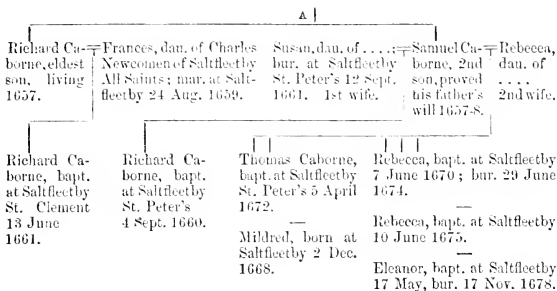 A
Richard Ca-
borne, eldest
son, living
1657.
Frances, dau. of Charles
Newcomen of Saltfleetby
All Saints; mar. at Salt-
fleetby 24 Aug. 1659.
Susan, dau. of . . . .;
bur. at Saltfleetby
St. Peter's 12 Sept.
1661. 1st wife.
Samuel Ca-
borne, 2nd
son, proved
his father's
will 1657-8.
Rebecca,
dau. of
. . . .
2nd wife.
Richard Ca-
borne, bapt.
at Saltfleetby
St. Clement
13 June
1661.
Richard Ca-
borne, bapt.
at Saltfleetby
St. Peter's
4 Sept. 1660.
Thomas Caborne,
bapt. at Saltfleetby
St. Peter's 5 April
1672.
—
Mildred, born at
Saltfleetby 2 Dec.
1668.
Rebecca, bapt. at Saltfleetby
7 June 1670; bur. 29 June
1674.
—
Rebecca, bapt. at Saltfleetby
10 June 1675.
—
Eleanor, bapt. at Saltfleetby
17 May, bur. 17 Nov. 1678.